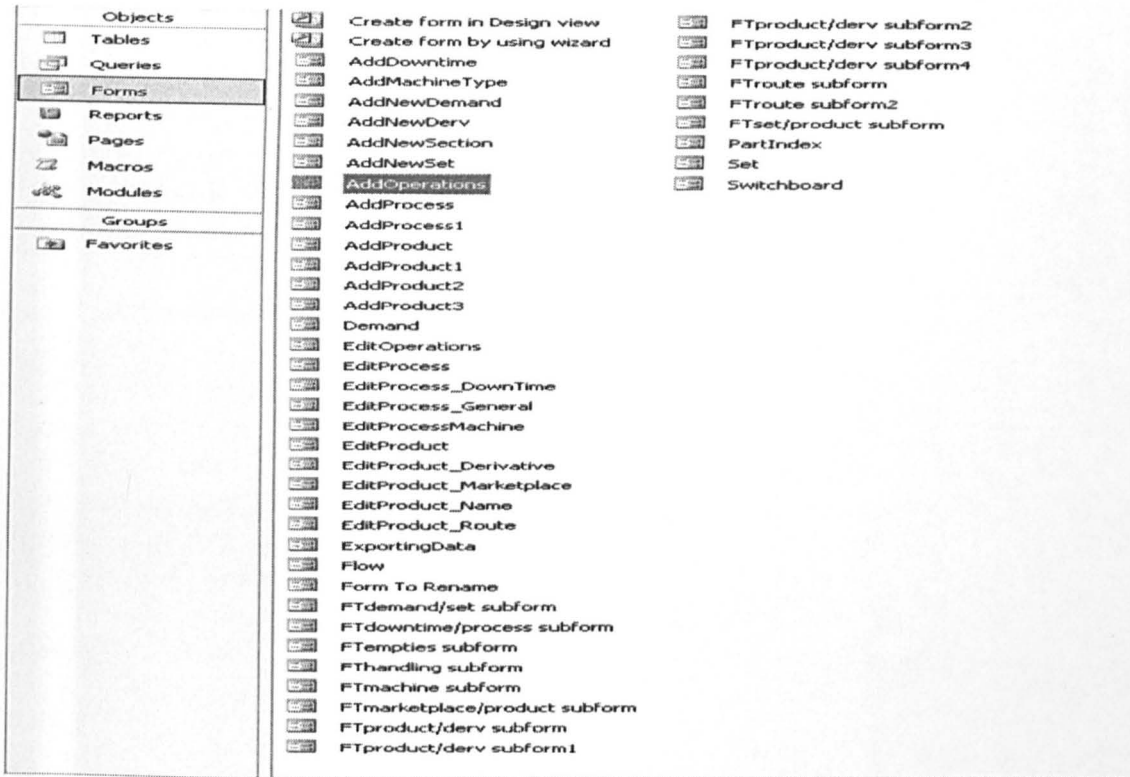 Objects
Tables
Queries
Forms
Reports
Pages
Macros
Modules
Groups
Favorites
Create form in Design view
Create form by using wizard
AddDowntime
AddMachineType
AddNewDemand
AddNewDerv
AddNewSection
AddNewSet
AddOperations
AddProcess
AddProcess1
AddProduct
AddProduct1
AddProduct2
AddProduct3
Demand
EditOperations
EditProcess
EditProcess_DownTime
EditProcess_General
EditProcessMachine
EditProduct
EditProduct_Derivative
EditProduct_Marketplace
EditProduct_Name
EditProduct_Route
ExportingData
Flow
Form To Rename
FTdemand/set subform
FTdowntime/process subform
FTempties subform
FThandling subform
FTmachine subform
FTmarketplace/product subform
FTproduct/derv subform
FTproduct/derv subform1
FTproduct/derv subform2
FTproduct/derv subform3
FTproduct/derv subform4
FTroute subform
FTroute subform2
FTset/product subform
PartIndex
Set
Switchboard